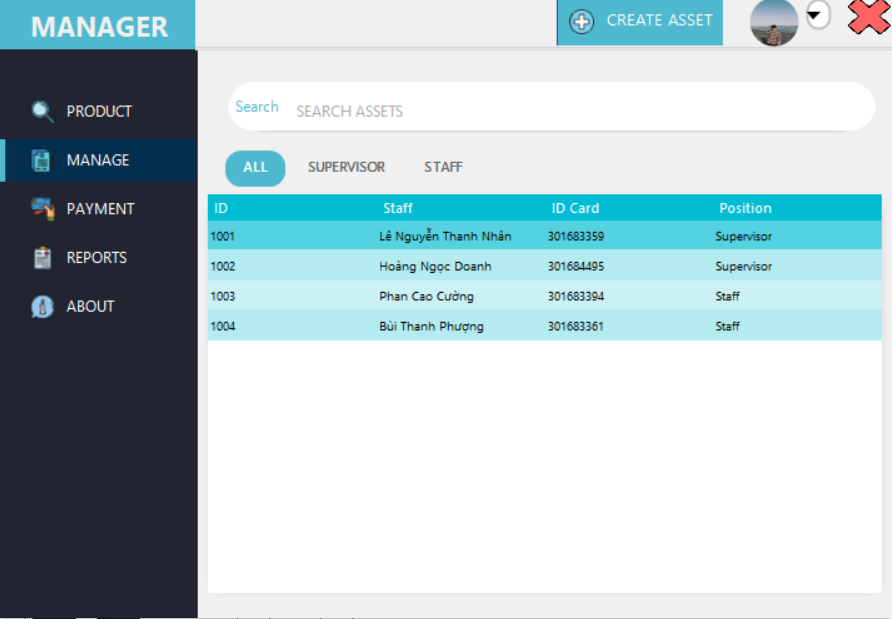 MANAGER
CREATE ASSET
PRODUCT
MANAGE
PAYMENT
REPORTS
ABOUT
Search SEARCH ASSETS
ALL SUPERVISOR STAFF
ID Staff ID Card Position
1001 Lê Nguyễn Thanh Nhân 301683359 Supervisor
1002 Hoàng Ngọc Doanh 301684495 Supervisor
1003 Phan Cao Cường 301683394 Staff
1004 Bùi Thanh Phượng 301683361 Staff